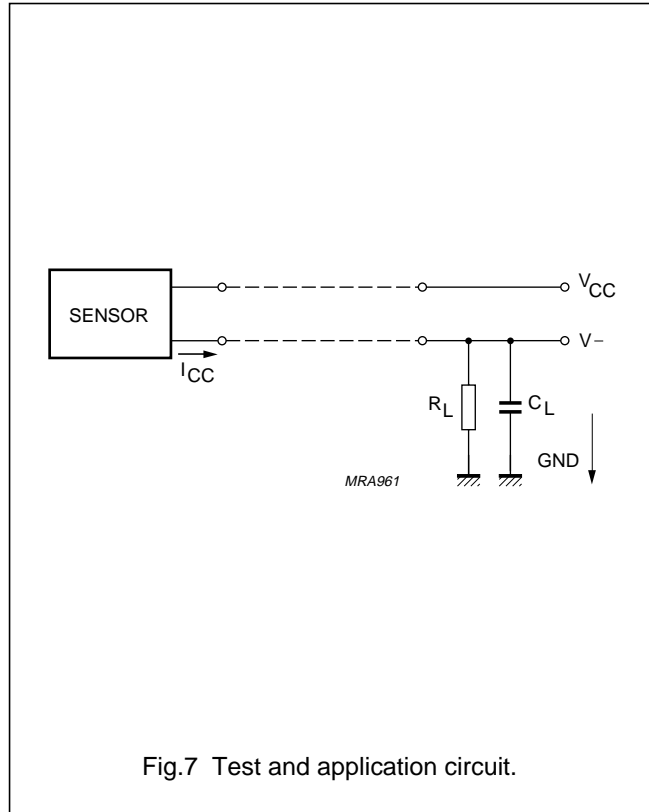 SENSOR
VCC
V–
ICC
RL
CL
GND
MRA961
Fig.7 Test and application circuit.